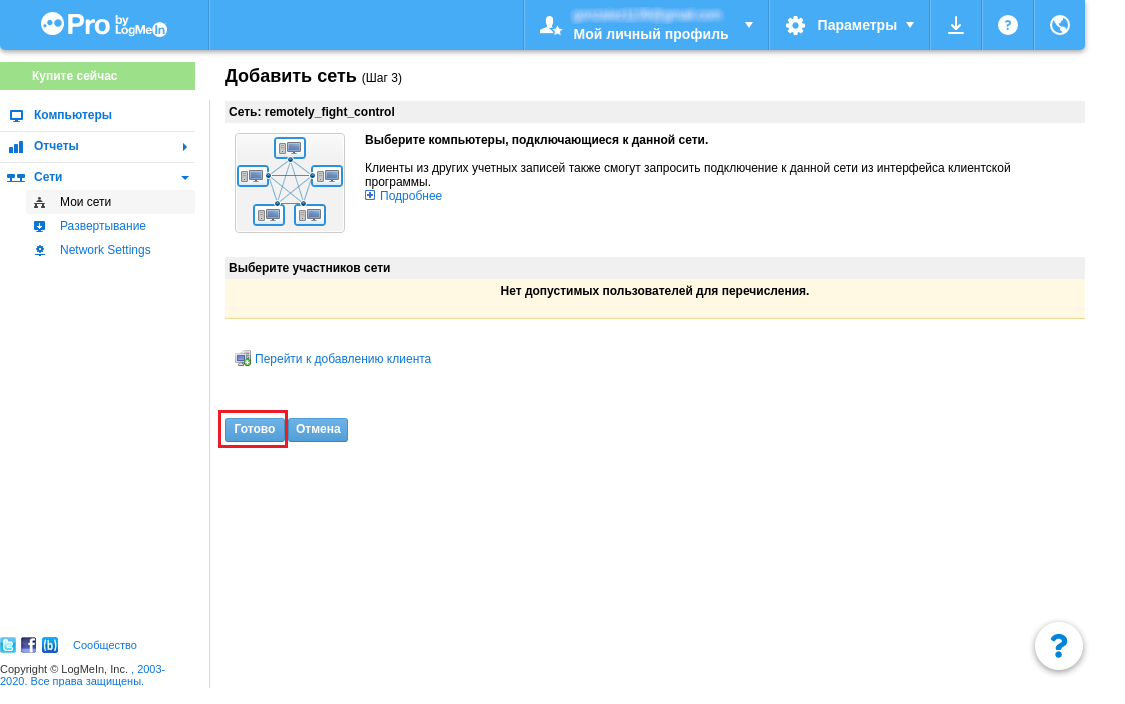 Pro by LogMeIn
Мой личный профиль
Параметры
Купите сейчас
Компьютеры
Отчеты
Сети
Мои сети
Развертывание
Network Settings
Добавить сеть (Шаг 3)
Сеть: remotely_fight_control
Выберите компьютеры, подключающиеся к данной сети.
Клиенты из других учетных записей также смогут запросить подключение к данной сети из интерфейса клиентской
программы.
Подробнее
Выберите участников сети
Нет допустимых пользователей для перечисления.
Перейти к добавлению клиента
Готово Отмена
Сообщество
Copyright © LogMeIn, Inc. , 2003-
2020. Все права защищены.